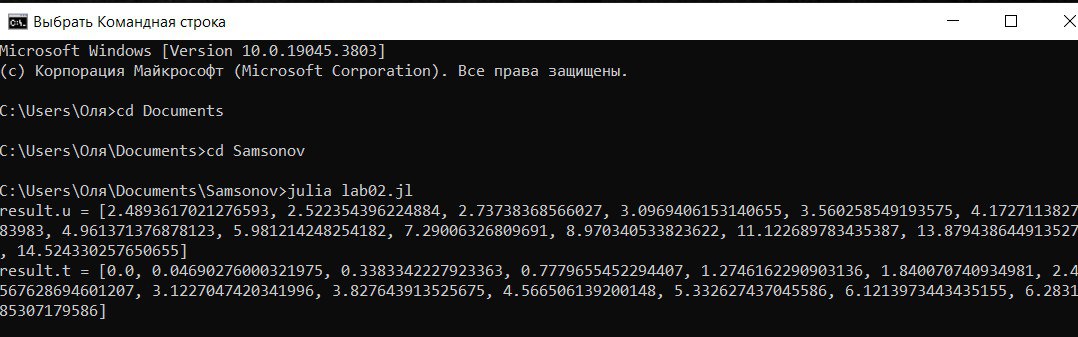 Выбрать Командная строка
Microsoft Windows [Version 10.0.19045.3803]
(c) Корпорация Майкрософт (Microsoft Corporation). Все права защищены.
C:\Users\Оля>cd Documents
C:\Users\Оля\Documents>cd Samsonov
C:\Users\Оля\Documents\Samsonov>julia lab02.jl
result.u = [2.4893617021276593, 2.522354396224884, 2.73738368566027, 3.0969406153140655, 3.560258549193575, 4.1727113827
83983, 4.961371376878123, 5.981214248254182, 7.29006326809691, 8.970340533823622, 11.122689783435387, 13.879438644913527
, 14.524330257650655]
result.t = [0.0, 0.04690276000321975, 0.3383342227923363, 0.7779655452294407, 1.2746162290903136, 1.840070740934981, 2.4
567628694601207, 3.1227047420341996, 3.827643913525675, 4.566506139200148, 5.332627437045586, 6.1213973443435155, 6.2831
85307179586]